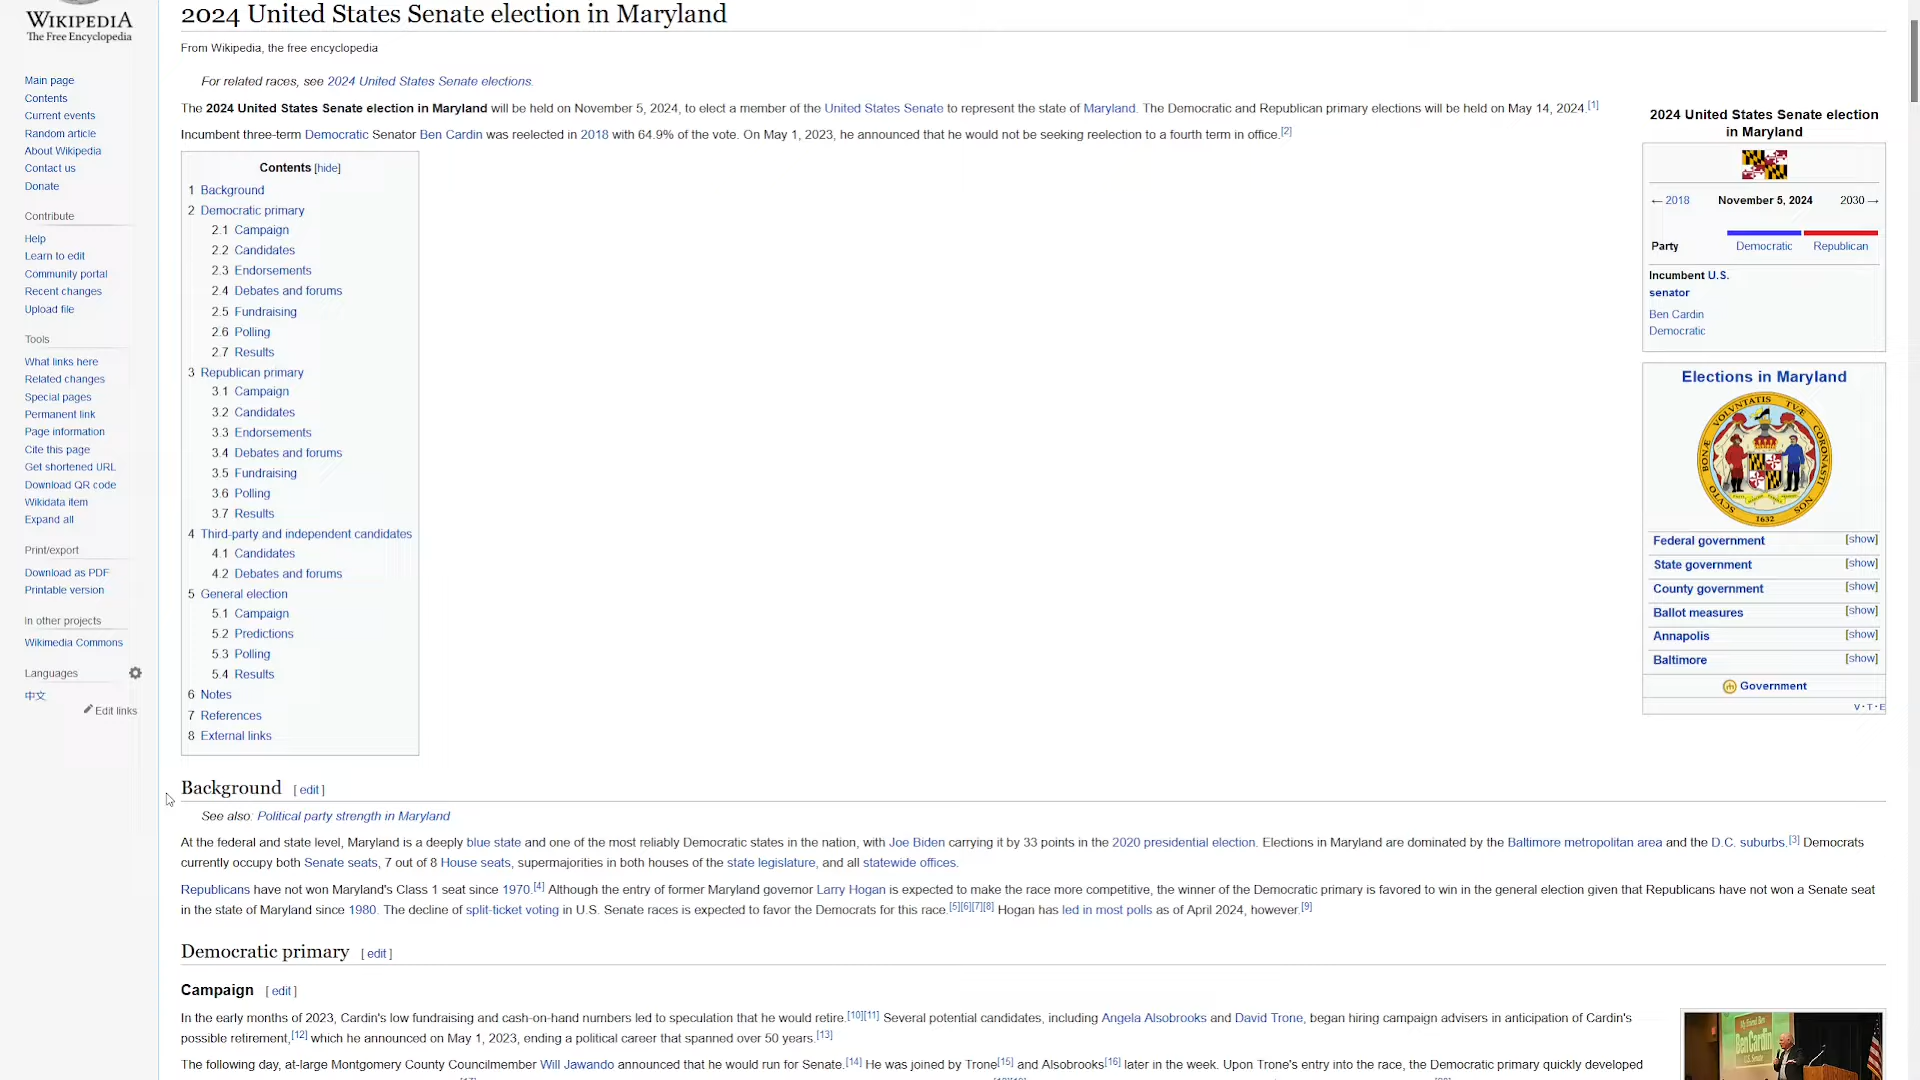 WIKIPEDIA
The Free Encyclopedia
Main page
Contents
Current events
Random article
About Wikipedia
Contact us
Donate
Contribute
Help
Learn to edit
Community portal
Recent changes
Upload file
Tools
What links here
Related changes
Special pages
Permanent link
Page information
Cite this page
Get shortened URL
Download QR code
Wikidata item
Expand all
Print/export
Download as PDF
Printable version
In other projects
Wikimedia Commons
Languages
中文
Edit links
2024 United States Senate election in Maryland
From Wikipedia, the free encyclopedia
For related races, see 2024 United States Senate elections.
The 2024 United States Senate election in Maryland will be held on November 5, 2024, to elect a member of the United States Senate to represent the state of Maryland. The Democratic and Republican primary elections will be held on May 14, 2024.[1]
Incumbent three-term Democratic Senator Ben Cardin was reelected in 2018 with 64.9% of the vote. On May 1, 2023, he announced that he would not be seeking reelection to a fourth term in office.[2]
Contents [hide]
1 Background
2 Democratic primary
2.1 Campaign
2.2 Candidates
2.3 Endorsements
2.4 Debates and forums
2.5 Fundraising
2.6 Polling
2.7 Results
3 Republican primary
3.1 Campaign
3.2 Candidates
3.3 Endorsements
3.4 Debates and forums
3.5 Fundraising
3.6 Polling
3.7 Results
4 Third-party and independent candidates
4.1 Candidates
4.2 Debates and forums
5 General election
5.1 Campaign
5.2 Predictions
5.3 Polling
5.4 Results
6 Notes
7 References
8 External links
2024 United States Senate election
in Maryland
← 2018 November 5, 2024 2030 →
Party Democratic Republican
Incumbent U.S.
senator
Ben Cardin
Democratic
Elections in Maryland
SCVTO BONÆ VOLVNTATIS TVÆ CORONASTI NOS
1632
Federal government [show]
State government [show]
County government [show]
Ballot measures [show]
Annapolis [show]
Baltimore [show]
Government
V · T · E
Background [ edit ]
See also: Political party strength in Maryland
At the federal and state level, Maryland is a deeply blue state and one of the most reliably Democratic states in the nation, with Joe Biden carrying it by 33 points in the 2020 presidential election. Elections in Maryland are dominated by the Baltimore metropolitan area and the D.C. suburbs.[3] Democrats
currently occupy both Senate seats, 7 out of 8 House seats, supermajorities in both houses of the state legislature, and all statewide offices.
Republicans have not won Maryland's Class 1 seat since 1970.[4] Although the entry of former Maryland governor Larry Hogan is expected to make the race more competitive, the winner of the Democratic primary is favored to win in the general election given that Republicans have not won a Senate seat
in the state of Maryland since 1980. The decline of split-ticket voting in U.S. Senate races is expected to favor the Democrats for this race.[5][6][7][8] Hogan has led in most polls as of April 2024, however.[9]
Democratic primary [ edit ]
Campaign [ edit ]
In the early months of 2023, Cardin's low fundraising and cash-on-hand numbers led to speculation that he would retire.[10][11] Several potential candidates, including Angela Alsobrooks and David Trone, began hiring campaign advisers in anticipation of Cardin's
possible retirement,[12] which he announced on May 1, 2023, ending a political career that spanned over 50 years.[13]
The following day, at-large Montgomery County Councilmember Will Jawando announced that he would run for Senate.[14] He was joined by Trone[15] and Alsobrooks[16] later in the week. Upon Trone's entry into the race, the Democratic primary quickly developed
Ben Cardin